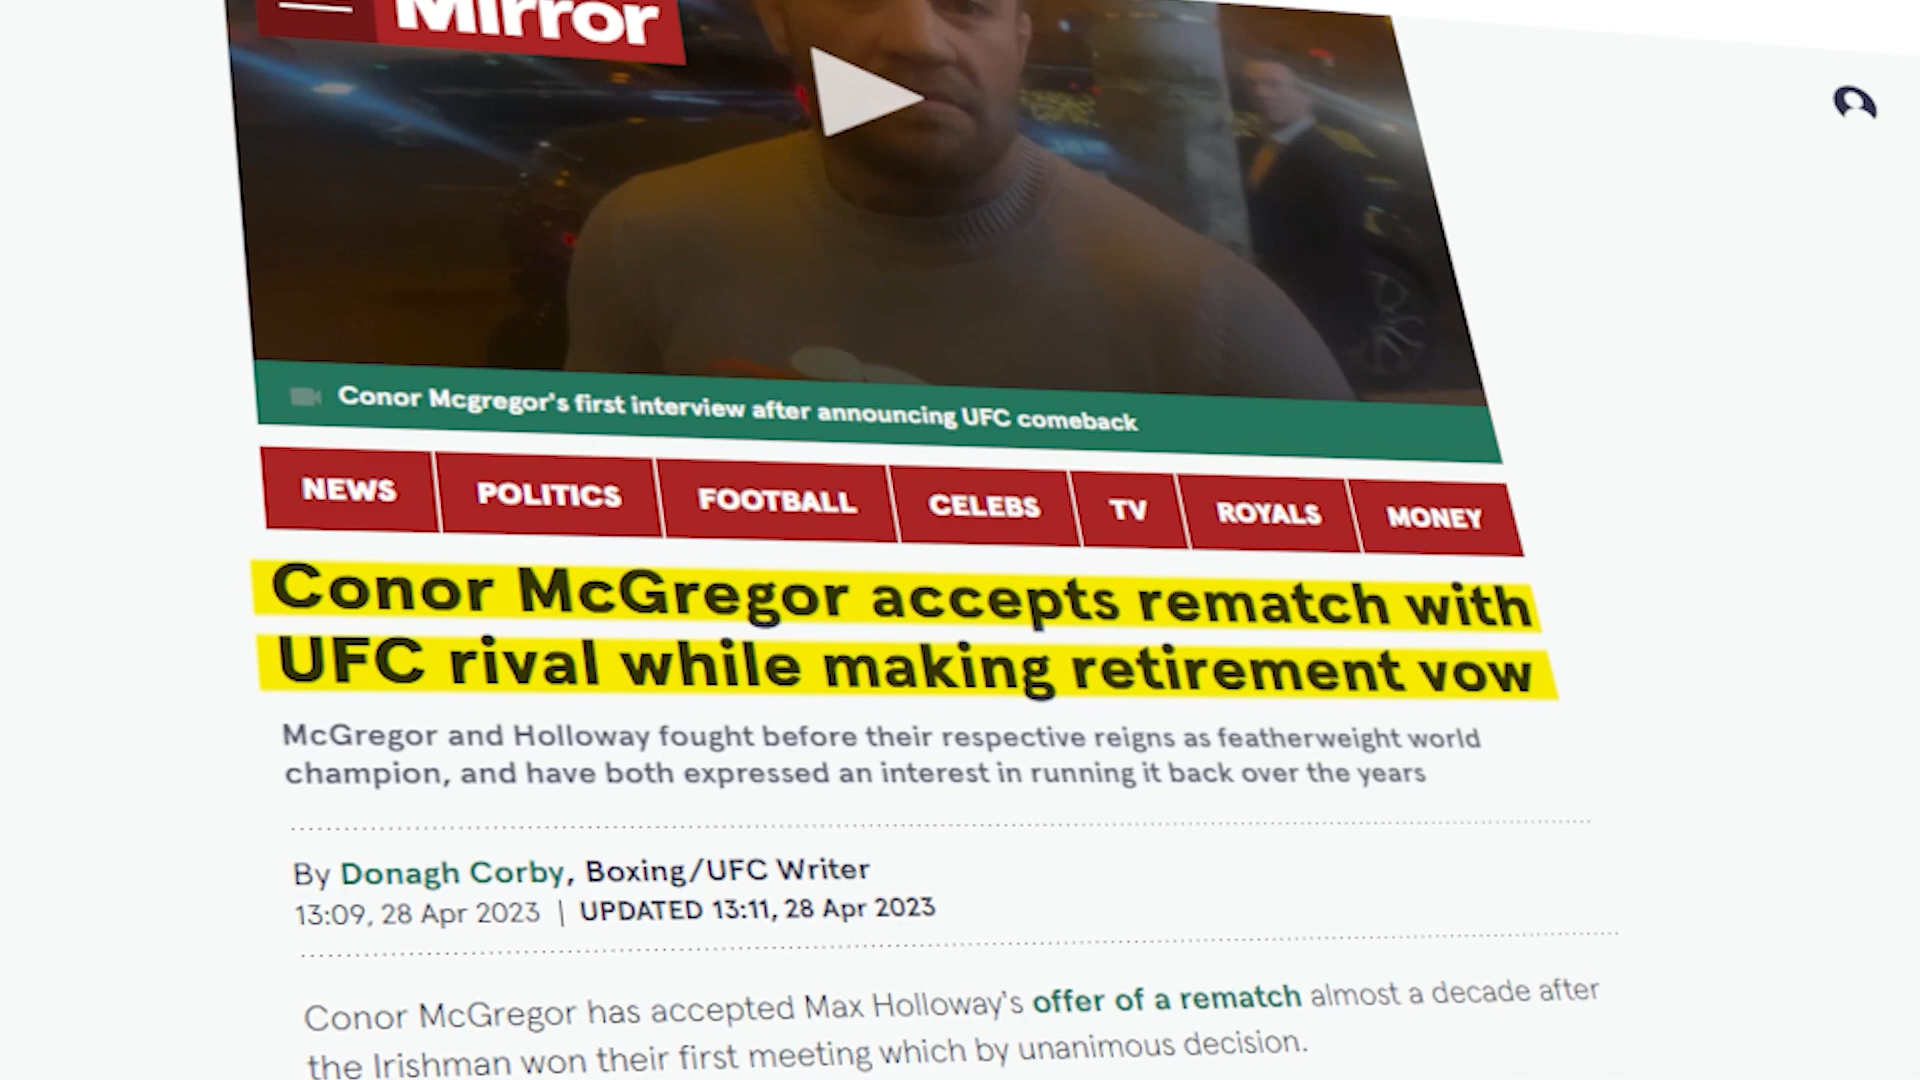 Mirror
Conor Mcgregor's first interview after announcing UFC comeback
NEWS POLITICS FOOTBALL CELEBS TV ROYALS MONEY
Conor McGregor accepts rematch with
UFC rival while making retirement vow
McGregor and Holloway fought before their respective reigns as featherweight world
champion, and have both expressed an interest in running it back over the years
By Donagh Corby, Boxing/UFC Writer
13:09, 28 Apr 2023 | UPDATED 13:11, 28 Apr 2023
Conor McGregor has accepted Max Holloway's offer of a rematch almost a decade after
the Irishman won their first meeting which by unanimous decision.